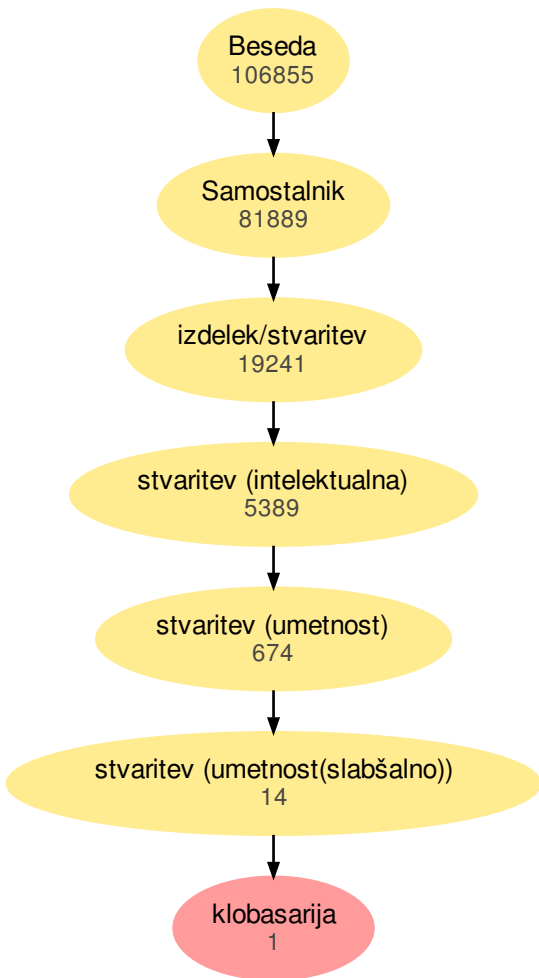 Beseda
106855
Samostalnik
81889
izdelek/stvaritev
19241
stvaritev (intelektualna)
5389
stvaritev (umetnost)
674
stvaritev (umetnost(slabšalno))
14
klobasarija
1